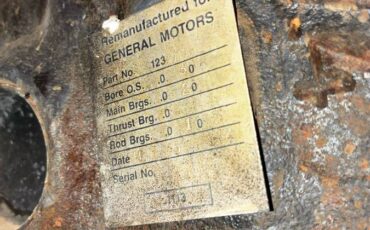 Remanufactured for
GENERAL MOTORS
Part No 123
Bore O.S. .0 .0
Main Brgs. .0 0
Thrust Brg. .0
Rod Brgs. .0 0
Date
Serial No.